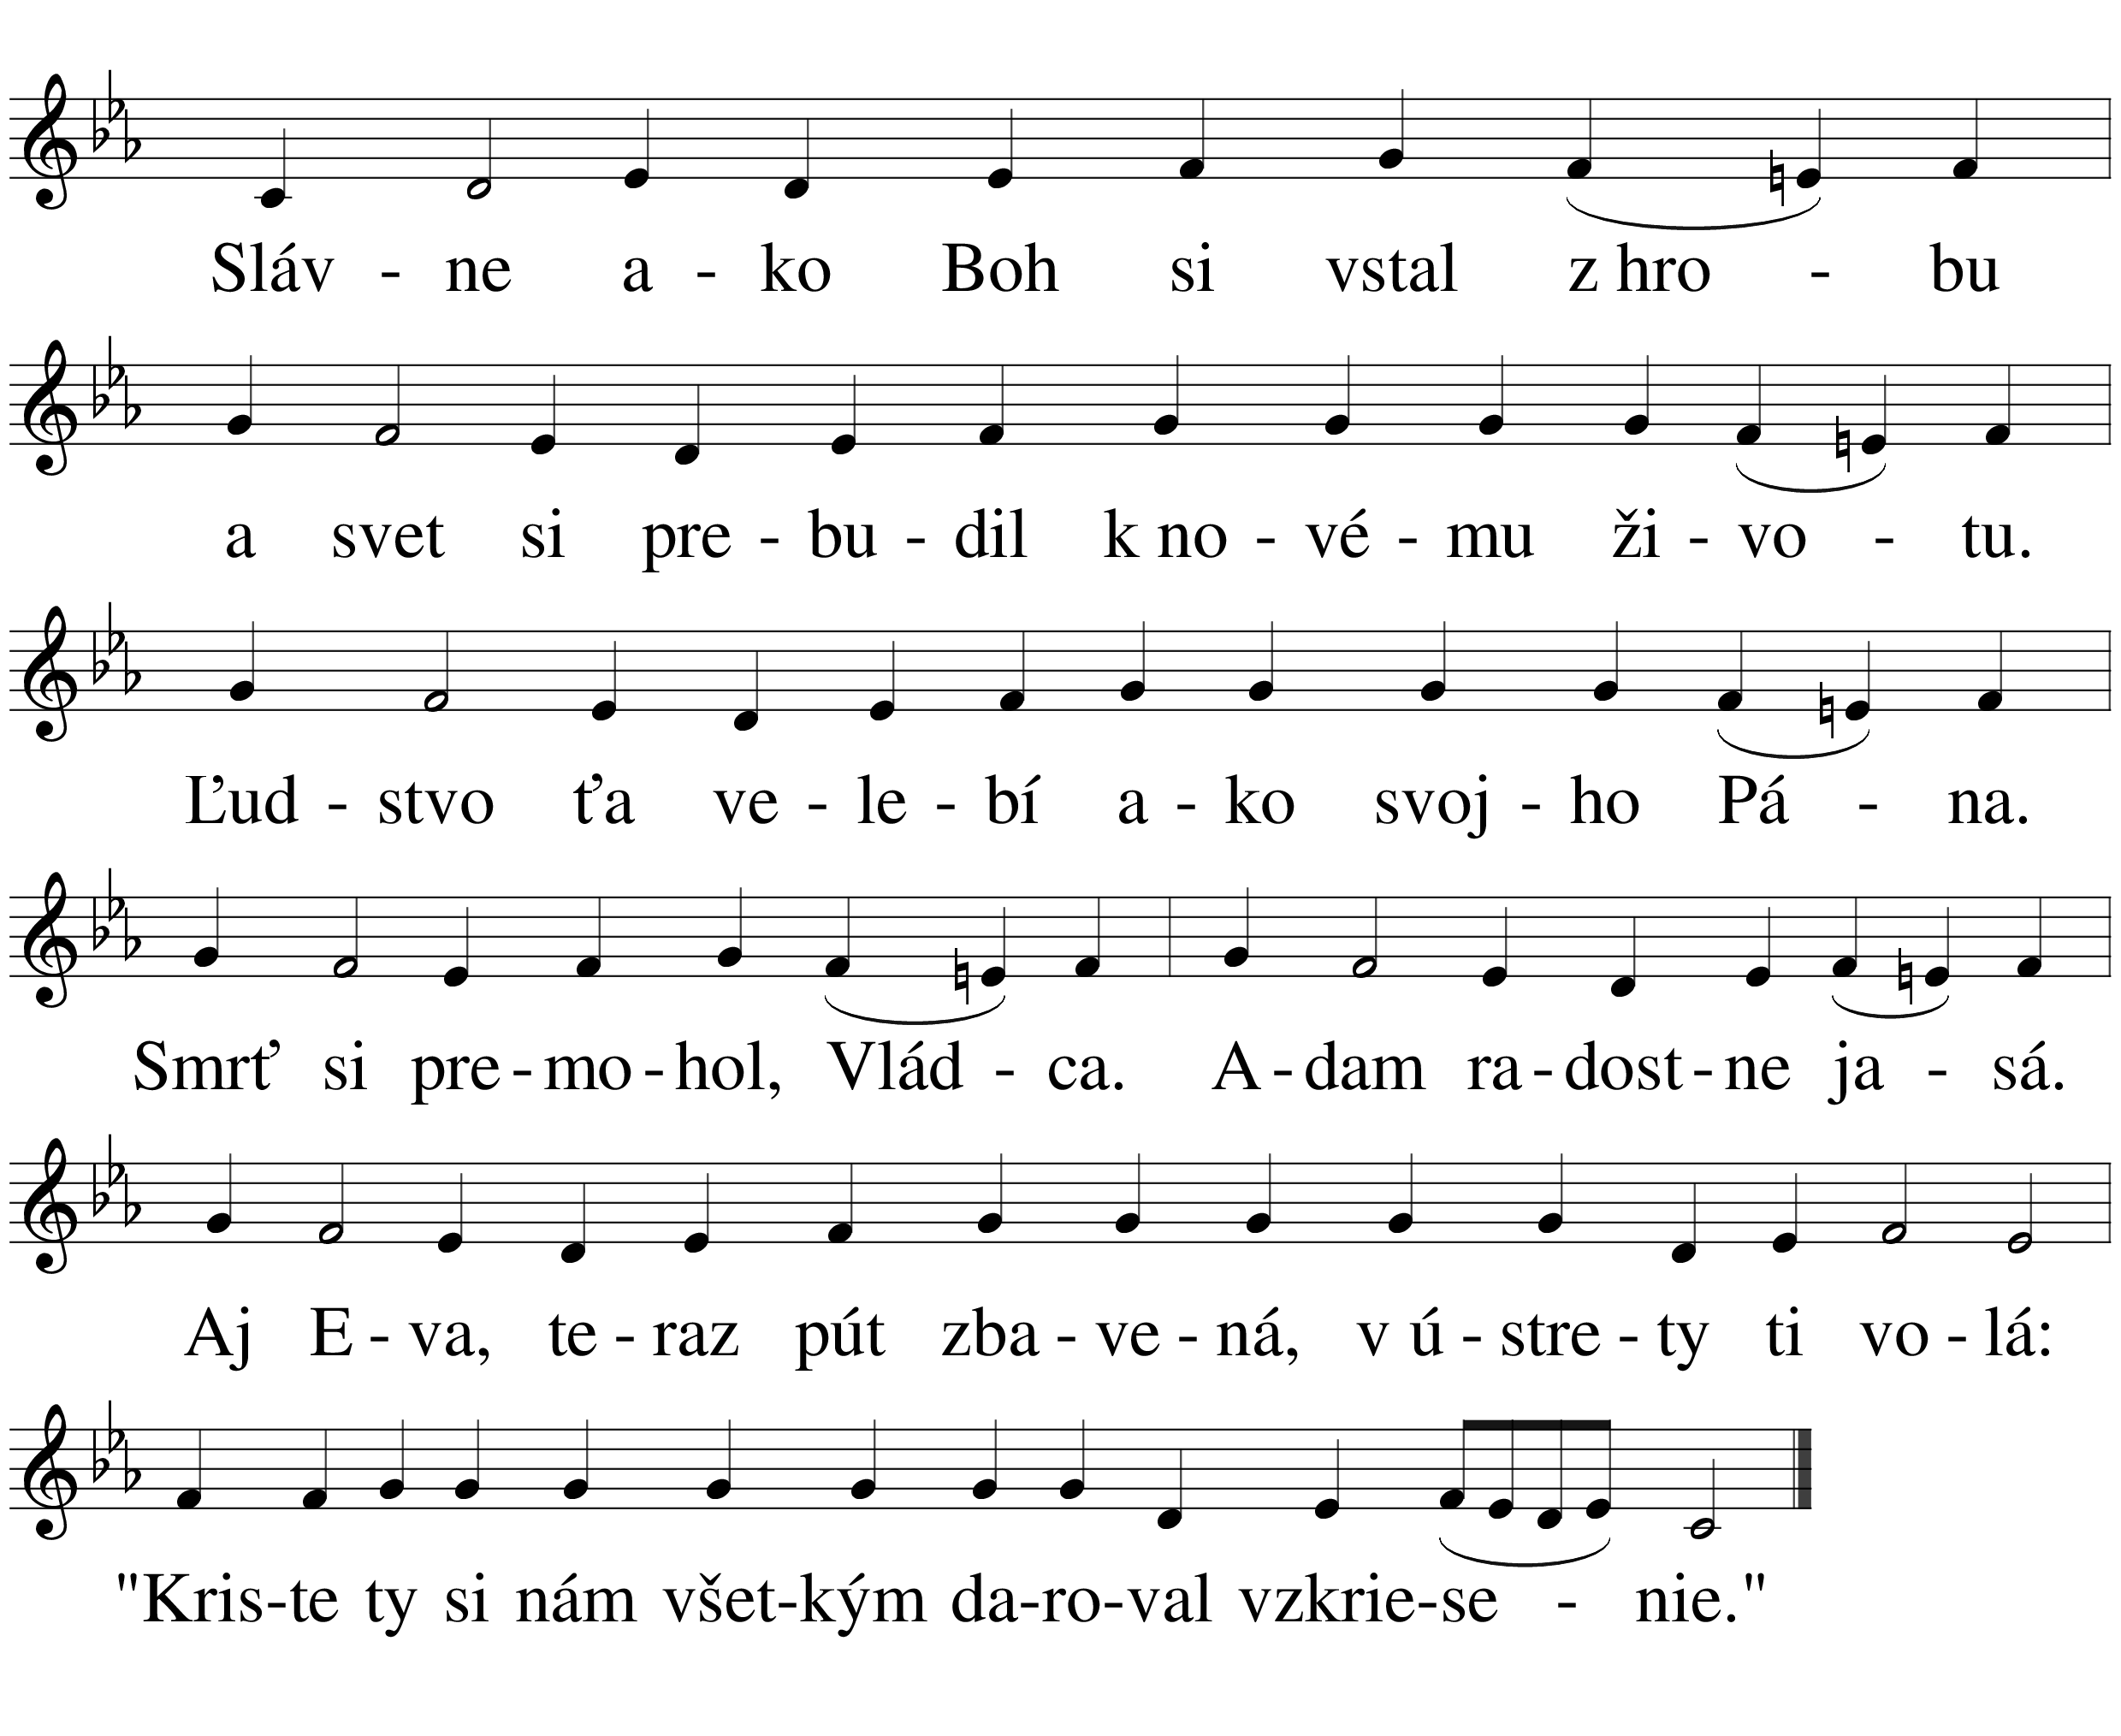 Sláv - ne a - ko Boh si vstal z hro - bu
a svet si pre - bu - dil k no - vé - mu ži - vo - tu.
Ľud - stvo ťa ve - le - bí a - ko svoj - ho Pá - na.
Smrť si pre - mo - hol, Vlád - ca. A - dam ra - dost - ne ja - sá.
Aj E - va, te - raz pút zba - ve - ná, v ú - stre - ty ti vo - lá:
"Kris-te ty si nám všet-kým da-ro-val vzkrie-se - nie."